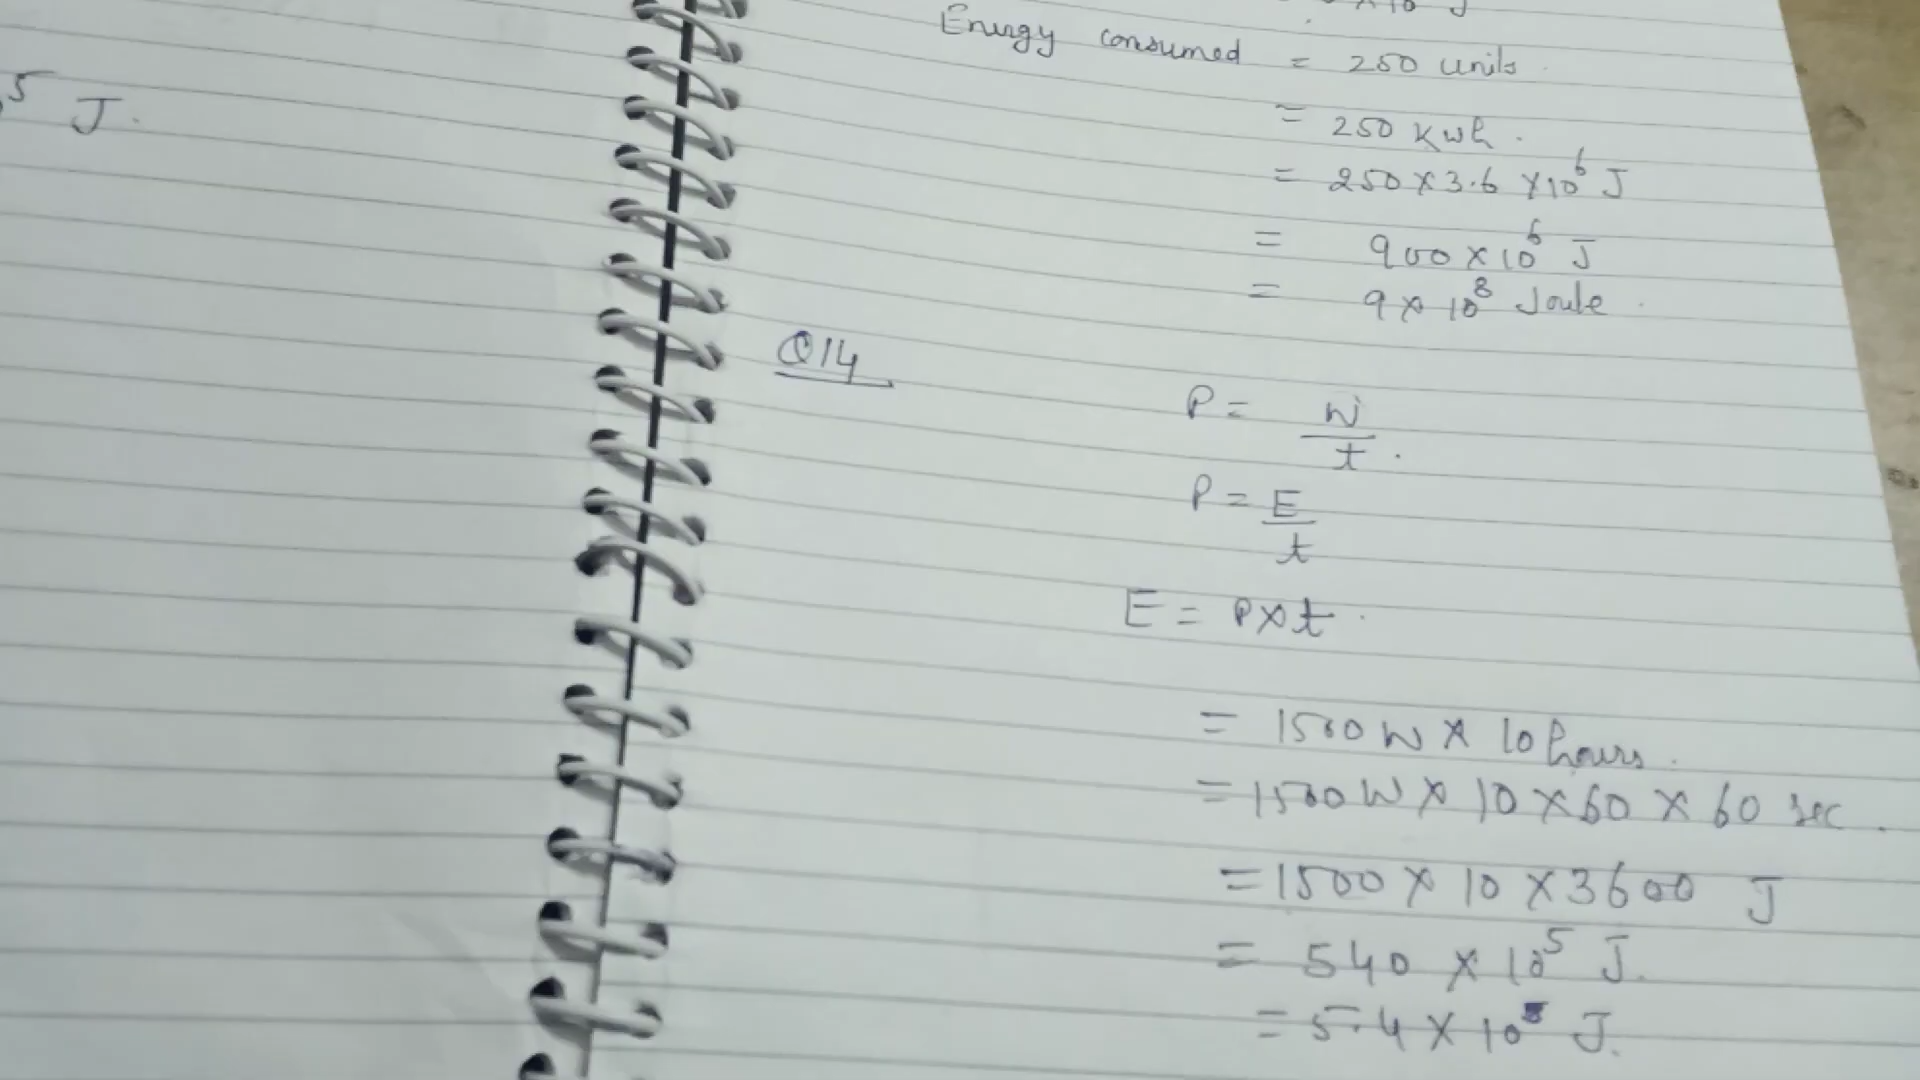 5 J.
Energy consumed = 250 units
= 250 kwh.
= 250 × 3.6 × 10⁶ J
= 900 × 10⁶ J
= 9 × 10⁸ Joule.
Q14
P = W/t.
P = E/t
E = P×t.
= 1500 W × 10 hours.
= 1500 W × 10 × 60 × 60 sec.
= 1500 × 10 × 3600 J
= 540 × 10⁵ J.
= 5.4 × 10 J.